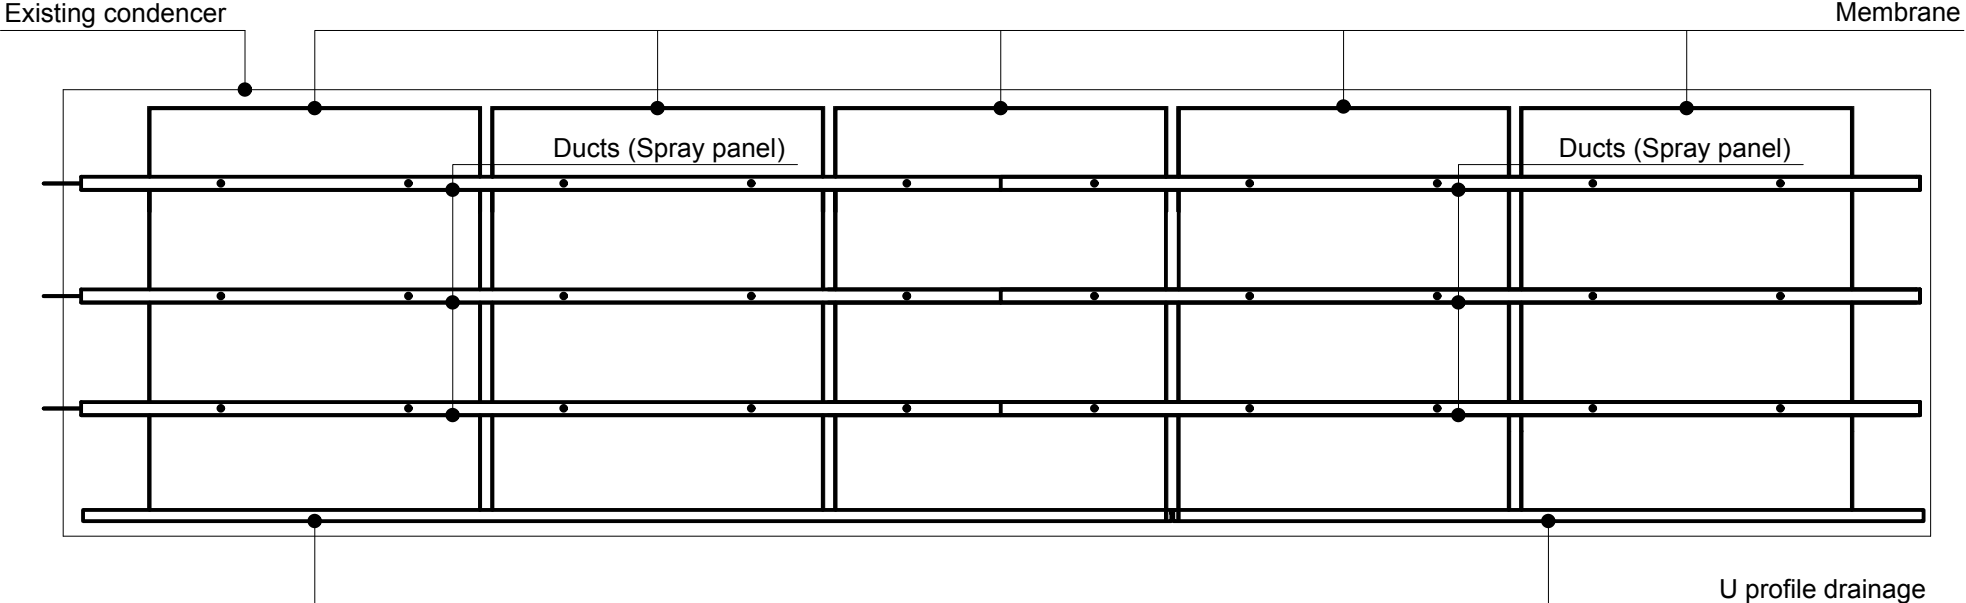 Existing condencer
Membrane
Ducts (Spray panel)
Ducts (Spray panel)
U profile drainage